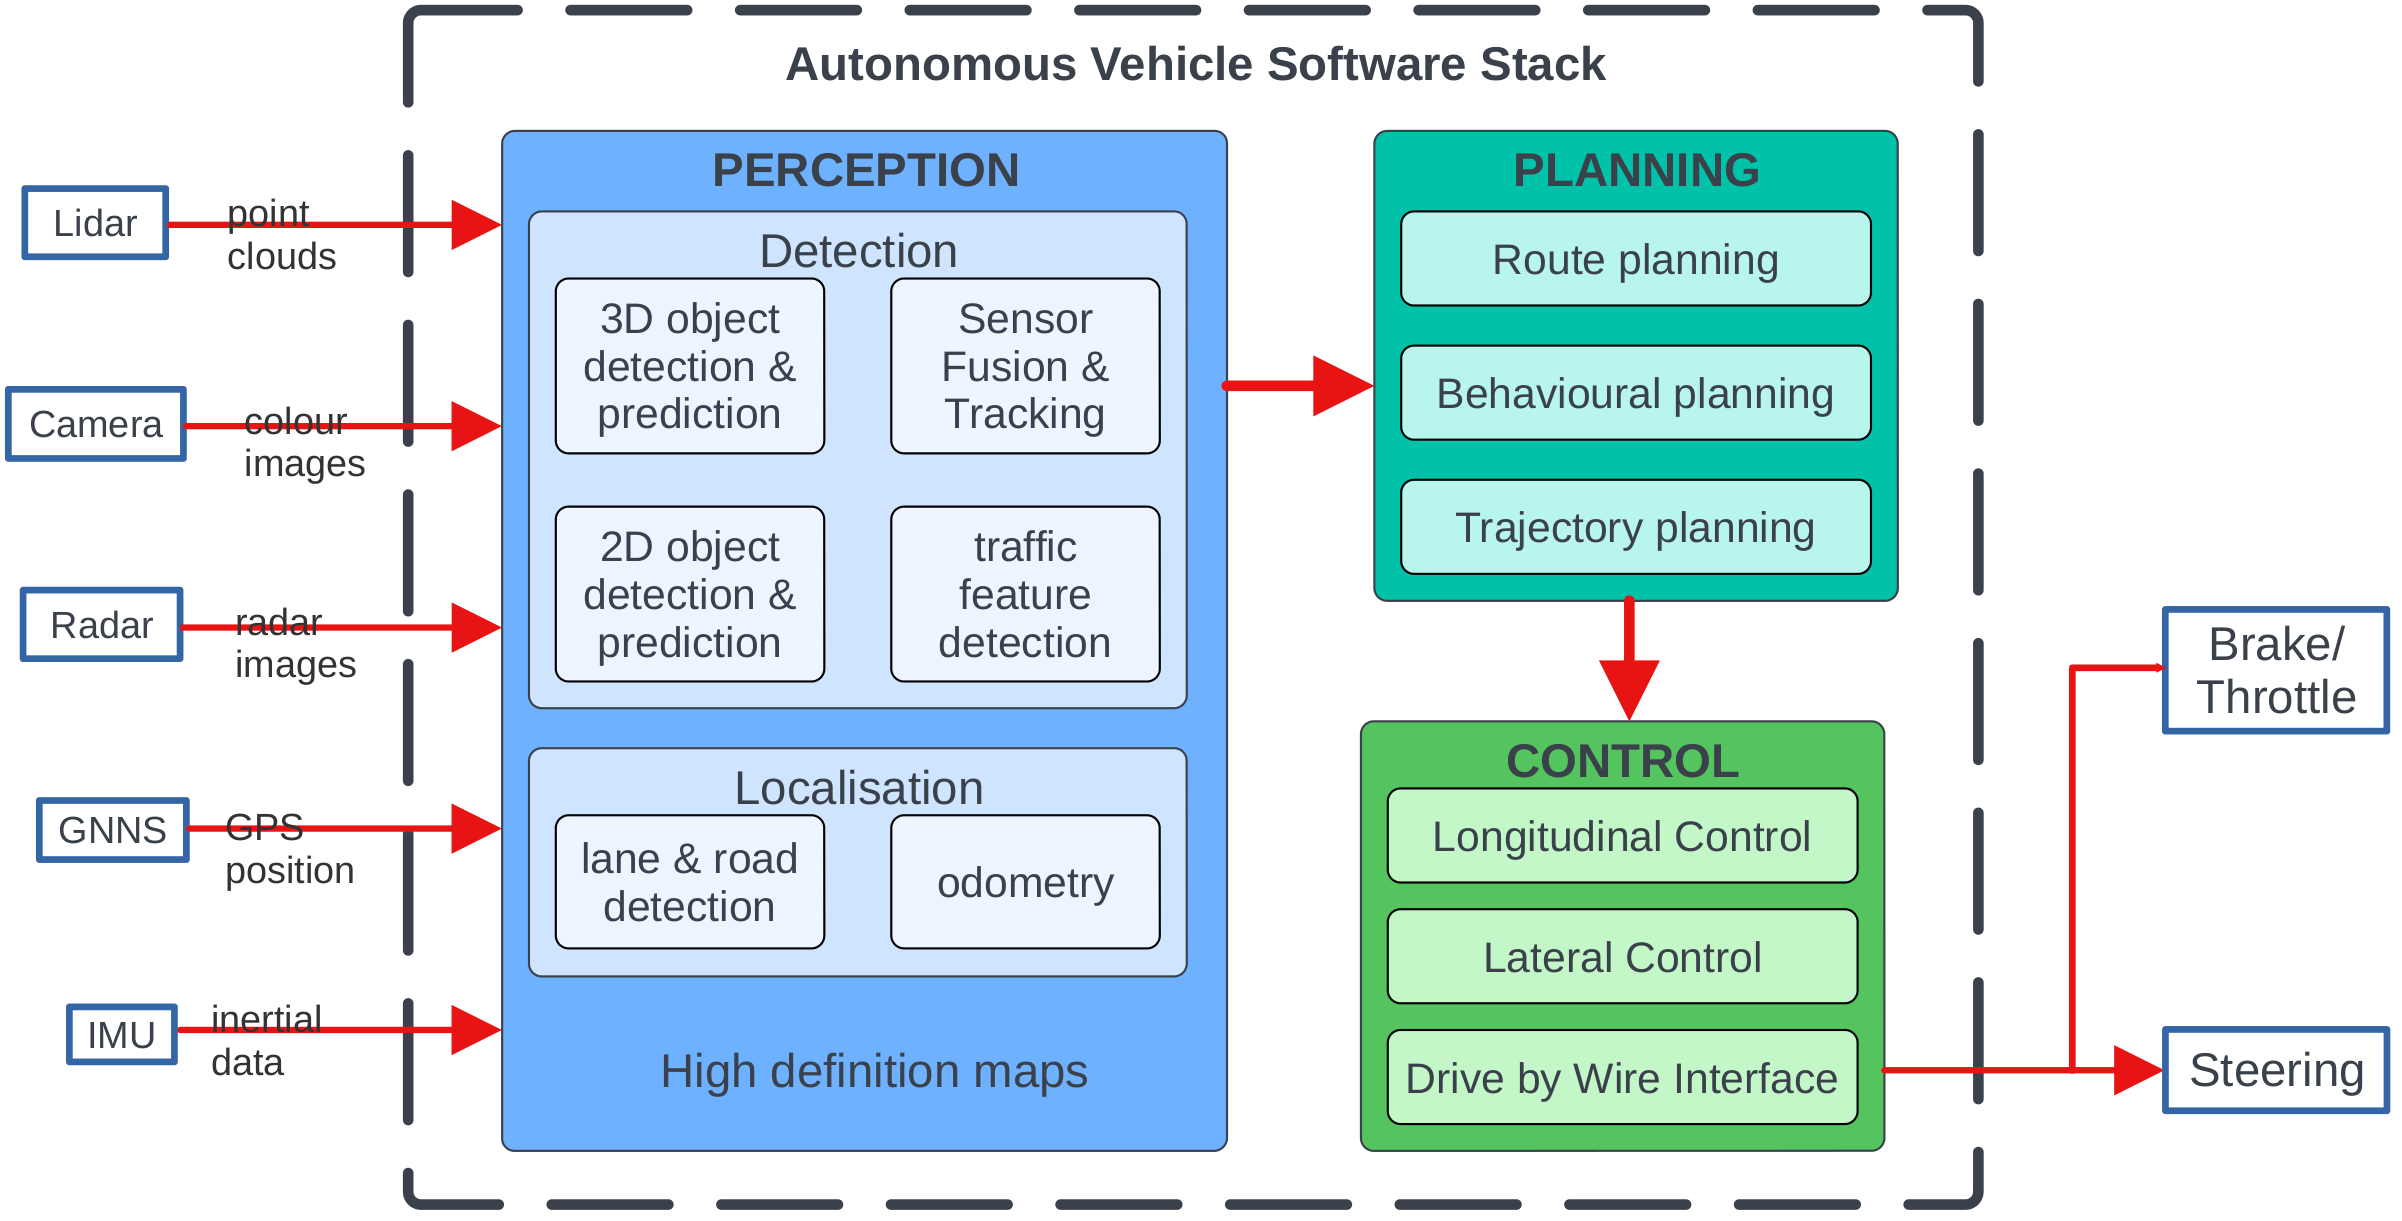 Autonomous Vehicle Software Stack
Lidar
point
clouds
Camera
colour
images
Radar
radar
images
GNNS
GPS
position
IMU
inertial
data
PERCEPTION
Detection
3D object
detection &
prediction
Sensor
Fusion &
Tracking
2D object
detection &
prediction
traffic
feature
detection
Localisation
lane & road
detection
odometry
High definition maps
PLANNING
Route planning
Behavioural planning
Trajectory planning
CONTROL
Longitudinal Control
Lateral Control
Drive by Wire Interface
Brake/
Throttle
Steering